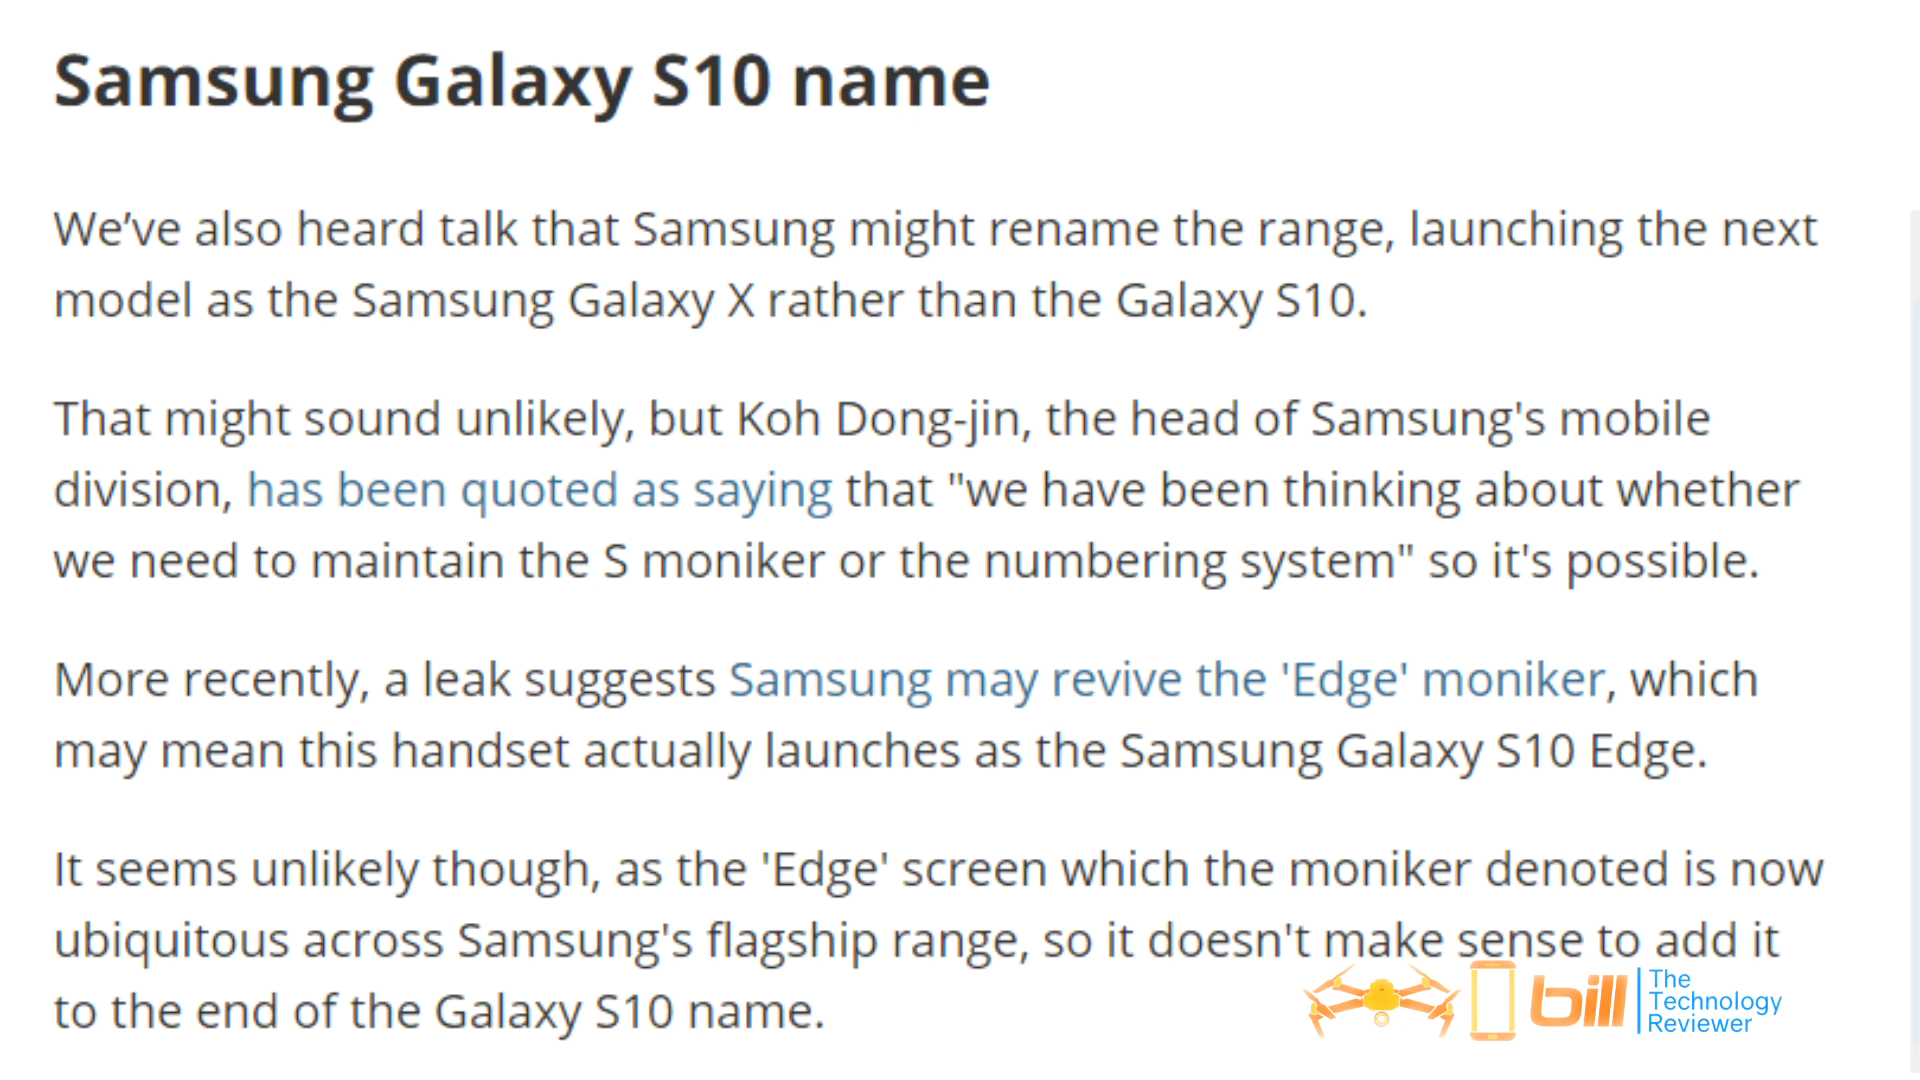 Samsung Galaxy S10 name
We’ve also heard talk that Samsung might rename the range, launching the next
model as the Samsung Galaxy X rather than the Galaxy S10.
That might sound unlikely, but Koh Dong-jin, the head of Samsung's mobile
division, has been quoted as saying that "we have been thinking about whether
we need to maintain the S moniker or the numbering system" so it's possible.
More recently, a leak suggests Samsung may revive the 'Edge' moniker, which
may mean this handset actually launches as the Samsung Galaxy S10 Edge.
It seems unlikely though, as the 'Edge' screen which the moniker denoted is now
ubiquitous across Samsung's flagship range, so it doesn't make sense to add it
to the end of the Galaxy S10 name.
bill
The
Technology
Reviewer